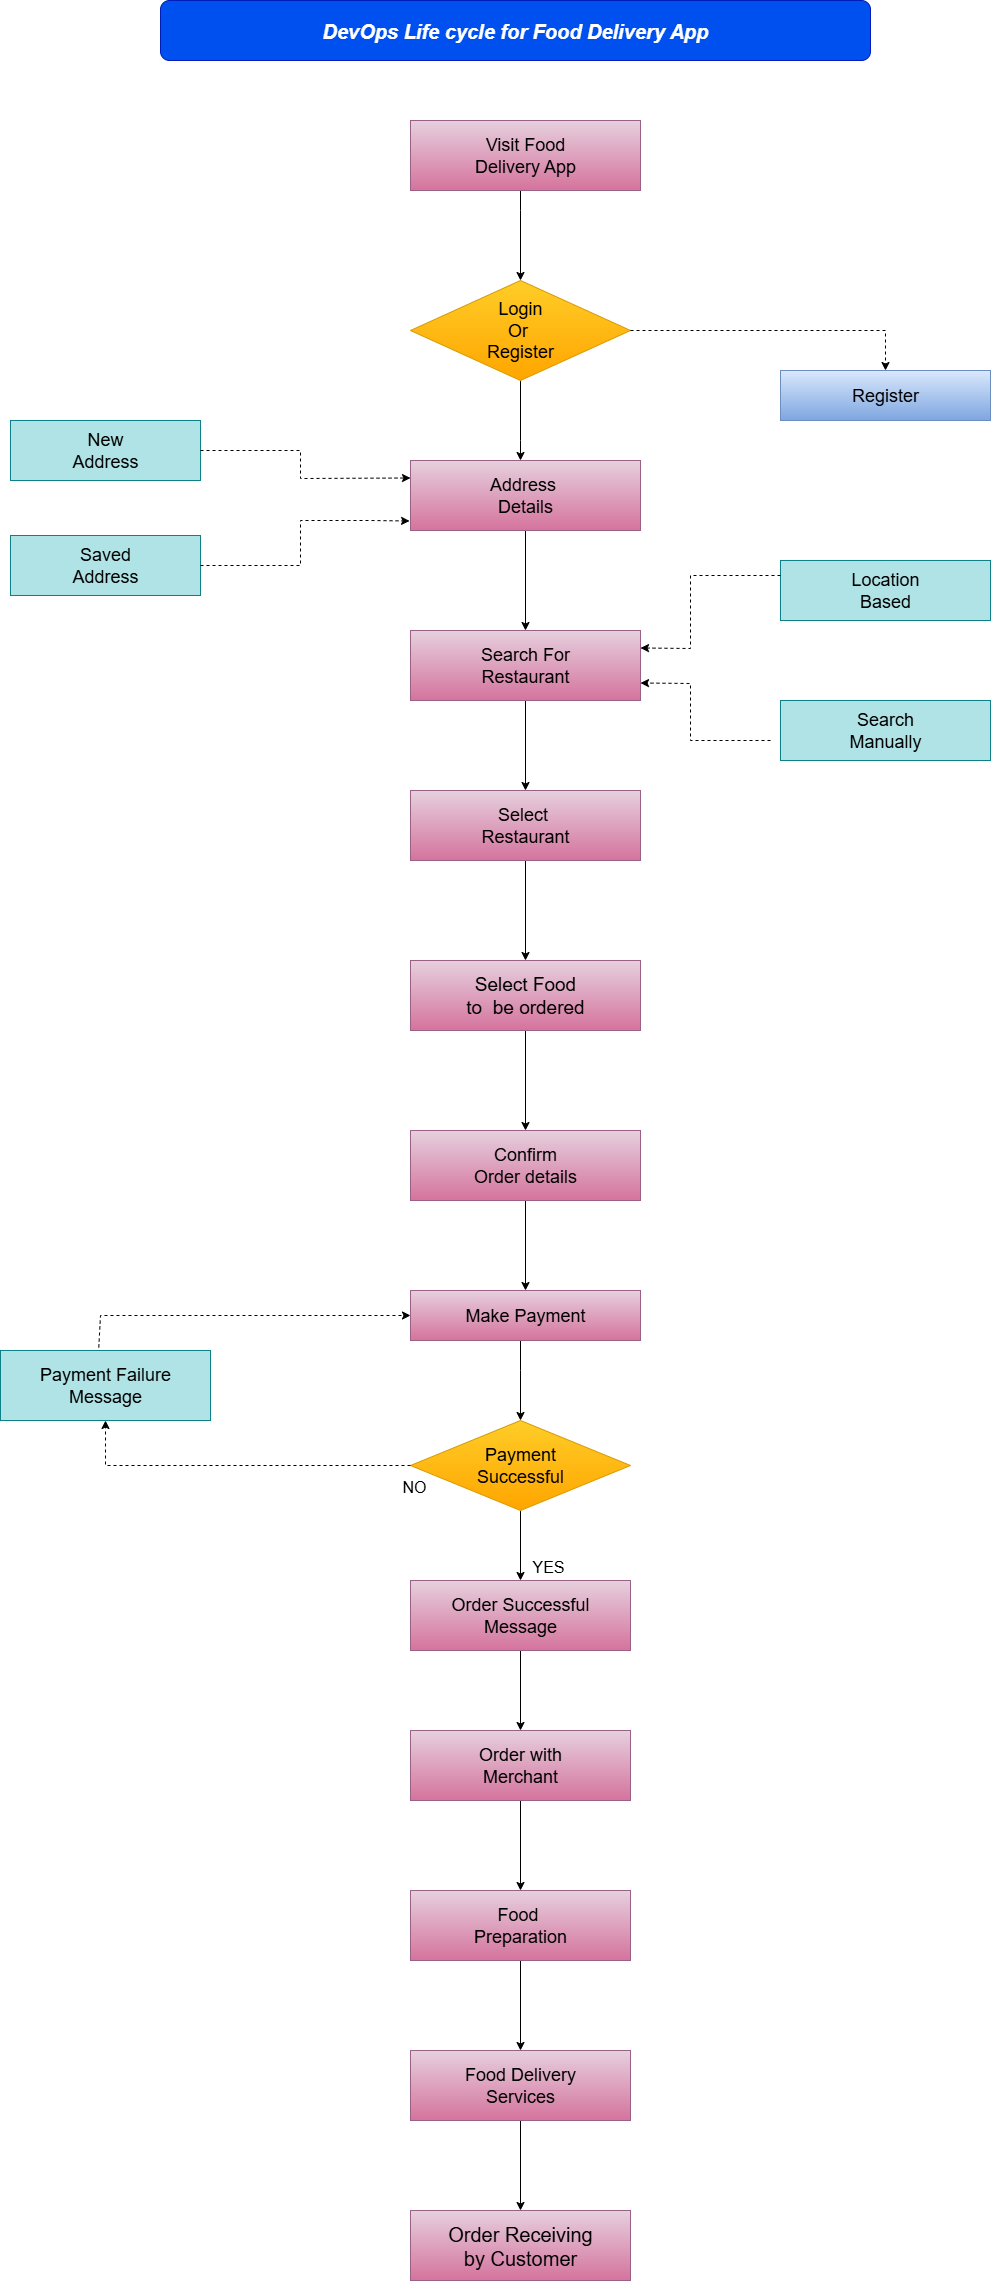 DevOps Life cycle for Food Delivery App
Visit Food
Delivery App
Login
Or
Register
Register
New
Address
Address
Details
Saved
Address
Location
Based
Search For
Restaurant
Search
Manually
Select
Restaurant
Select Food
to  be ordered
Confirm
Order details
Make Payment
Payment Failure
Message
Payment
Successful
NO
YES
Order Successful
Message
Order with
Merchant
Food
Preparation
Food Delivery
Services
Order Receiving
by Customer